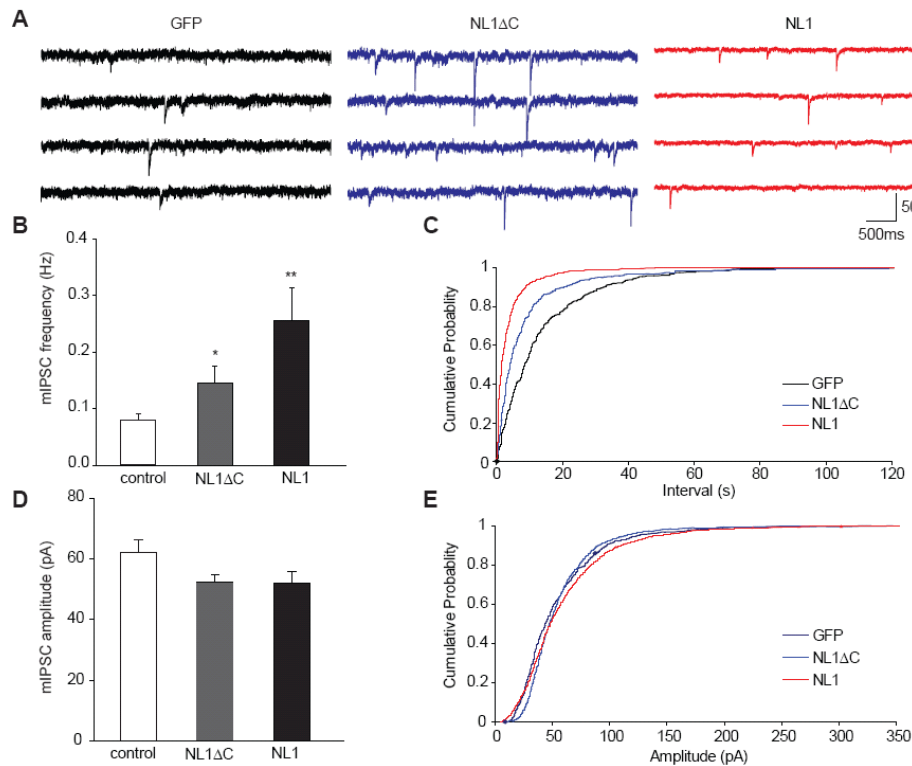 A
GFP
NL1ΔC
NL1
500ms
B
mIPSC frequency (Hz)
0.4
0.3
0.2
0.1
0.0
*
**
control
NL1ΔC
NL1
C
Cumulative Probablity
1
0.8
0.6
0.4
0.2
0
GFP
NL1ΔC
NL1
0
20
40
60
80
100
120
Interval (s)
D
mIPSC amplitude (pA)
80
60
40
20
0
control
NL1ΔC
NL1
E
Cumulative Probablity
1
0.8
0.6
0.4
0.2
0
GFP
NL1ΔC
NL1
0
50
100
150
200
250
300
350
Amplitude (pA)